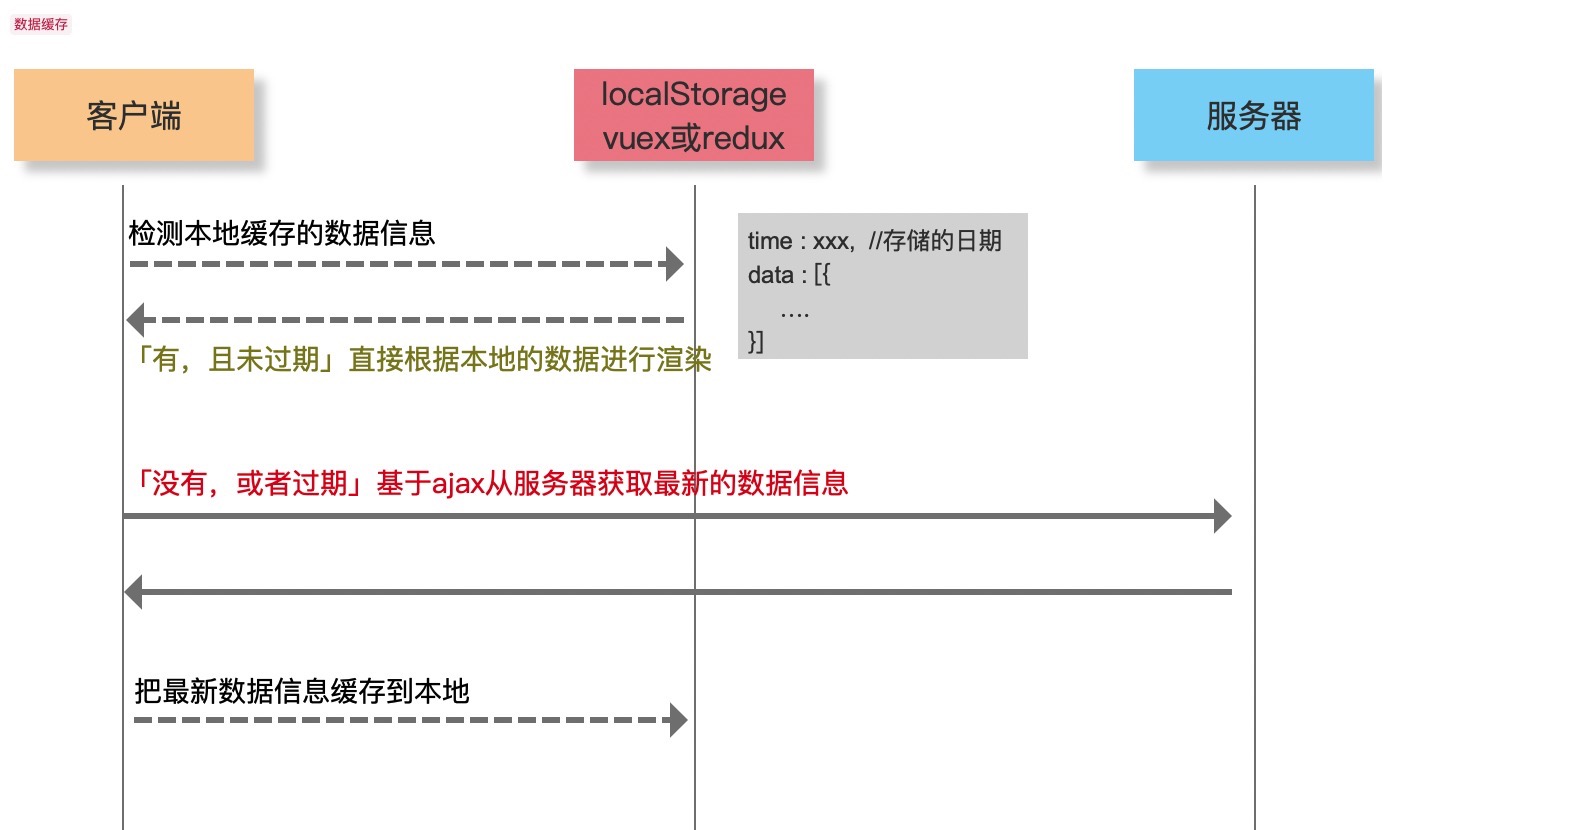 数据缓存
客户端
localStorage
vuex或redux
服务器
检测本地缓存的数据信息
time : xxx, //存储的日期
data : [{
....
}]
「有，且未过期」直接根据本地的数据进行渲染
「没有，或者过期」基于ajax从服务器获取最新的数据信息
把最新数据信息缓存到本地